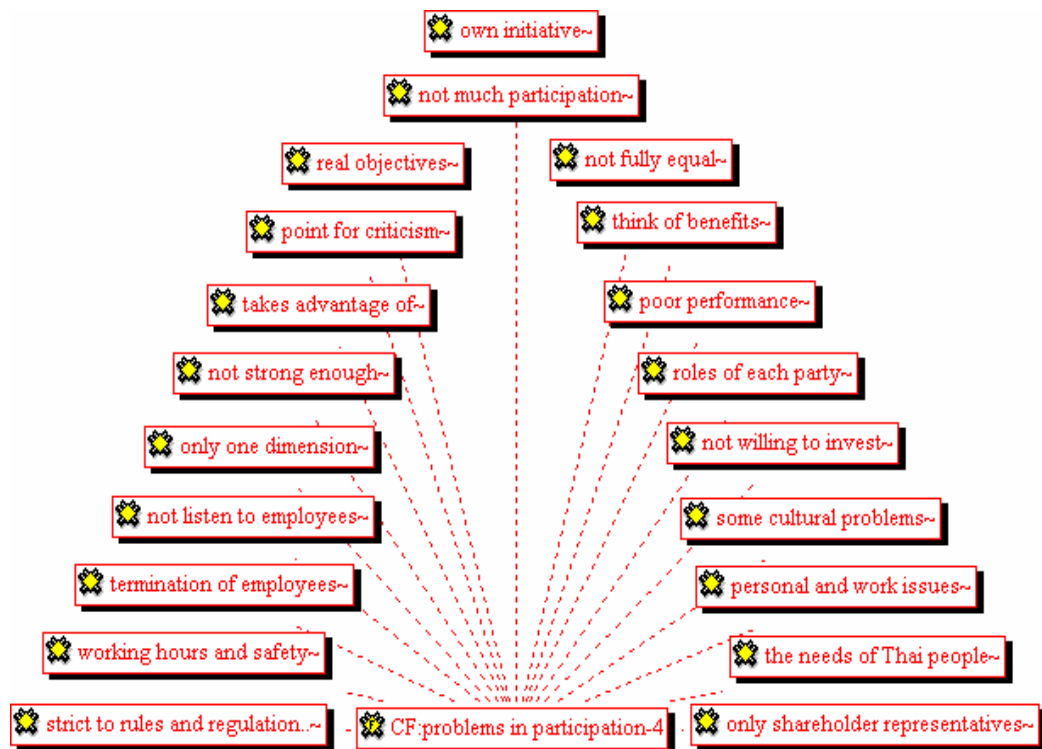 own initiative~
not much participation~
real objectives~
not fully equal~
point for criticism~
think of benefits~
takes advantage of~
poor performance~
not strong enough~
roles of each party~
only one dimension~
not willing to invest~
not listen to employees~
some cultural problems~
termination of employees~
personal and work issues~
working hours and safety~
the needs of Thai people~
strict to rules and regulation..~
F CF:problems in participation-4
only shareholder representatives~